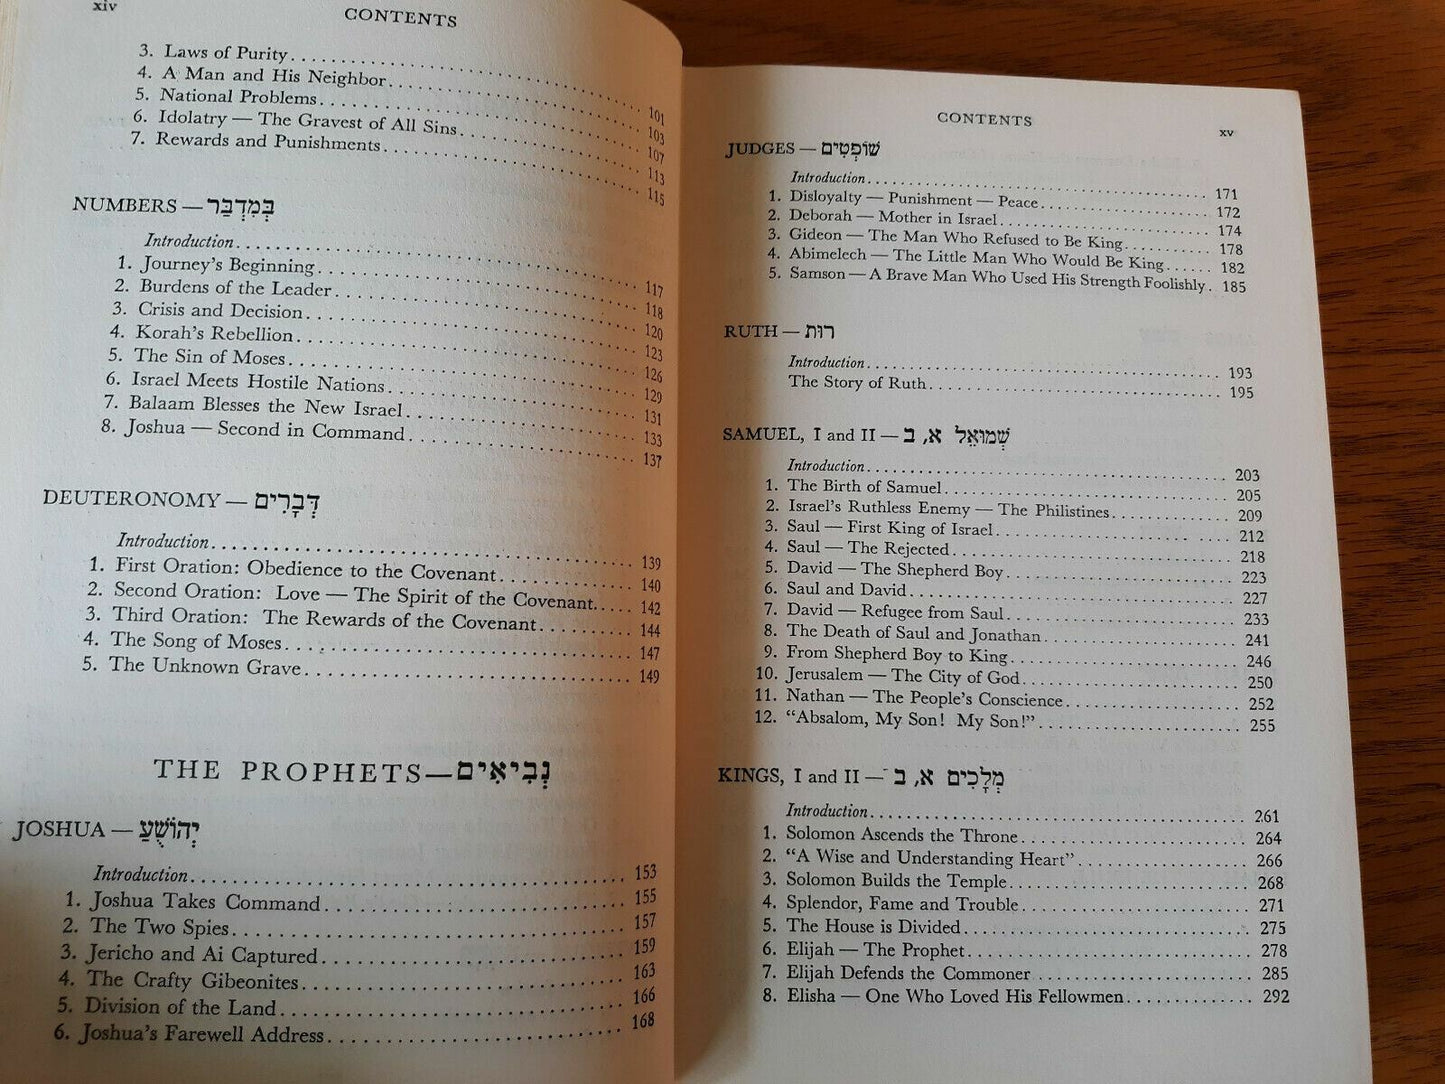 xiv
CONTENTS
3. Laws of Purity 101
4. A Man and His Neighbor 103
5. National Problems 107
6. Idolatry — The Gravest of All Sins 113
7. Rewards and Punishments 115
NUMBERS — בְּמִדְבַּר
Introduction 117
1. Journey's Beginning 118
2. Burdens of the Leader 120
3. Crisis and Decision 123
4. Korah's Rebellion 126
5. The Sin of Moses 129
6. Israel Meets Hostile Nations 131
7. Balaam Blesses the New Israel 133
8. Joshua — Second in Command 137
DEUTERONOMY — דְּבָרִים
Introduction 139
1. First Oration: Obedience to the Covenant 140
2. Second Oration: Love — The Spirit of the Covenant 142
3. Third Oration: The Rewards of the Covenant 144
4. The Song of Moses 147
5. The Unknown Grave 149
THE PROPHETS — נְבִיאִים
JOSHUA — יְהוֹשֻׁעַ
Introduction 153
1. Joshua Takes Command 155
2. The Two Spies 157
3. Jericho and Ai Captured 159
4. The Crafty Gibeonites 163
5. Division of the Land 166
6. Joshua's Farewell Address 168
CONTENTS
xv
JUDGES — שׁוֹפְטִים
Introduction 171
1. Disloyalty — Punishment — Peace 172
2. Deborah — Mother in Israel 174
3. Gideon — The Man Who Refused to Be King 178
4. Abimelech — The Little Man Who Would Be King 182
5. Samson — A Brave Man Who Used His Strength Foolishly 185
RUTH — רוּת
Introduction 193
The Story of Ruth 195
SAMUEL, I and II — שְׁמוּאֵל א, ב
Introduction 203
1. The Birth of Samuel 205
2. Israel's Ruthless Enemy — The Philistines 209
3. Saul — First King of Israel 212
4. Saul — The Rejected 218
5. David — The Shepherd Boy 223
6. Saul and David 227
7. David — Refugee from Saul 233
8. The Death of Saul and Jonathan 241
9. From Shepherd Boy to King 246
10. Jerusalem — The City of God 250
11. Nathan — The People's Conscience 252
12. "Absalom, My Son! My Son!" 255
KINGS, I and II — מְלָכִים א, ב
Introduction 261
1. Solomon Ascends the Throne 264
2. "A Wise and Understanding Heart" 266
3. Solomon Builds the Temple 268
4. Splendor, Fame and Trouble 271
5. The House is Divided 275
6. Elijah — The Prophet 278
7. Elijah Defends the Commoner 285
8. Elisha — One Who Loved His Fellowmen 292